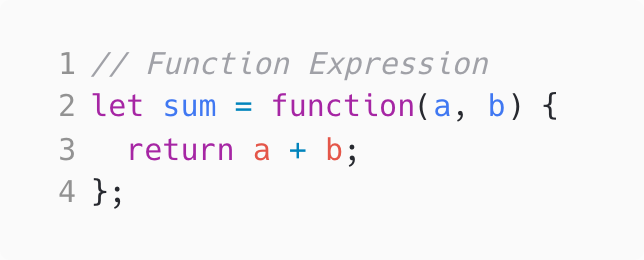 1 // Function Expression
2 let sum = function(a, b) {
3   return a + b;
4 };